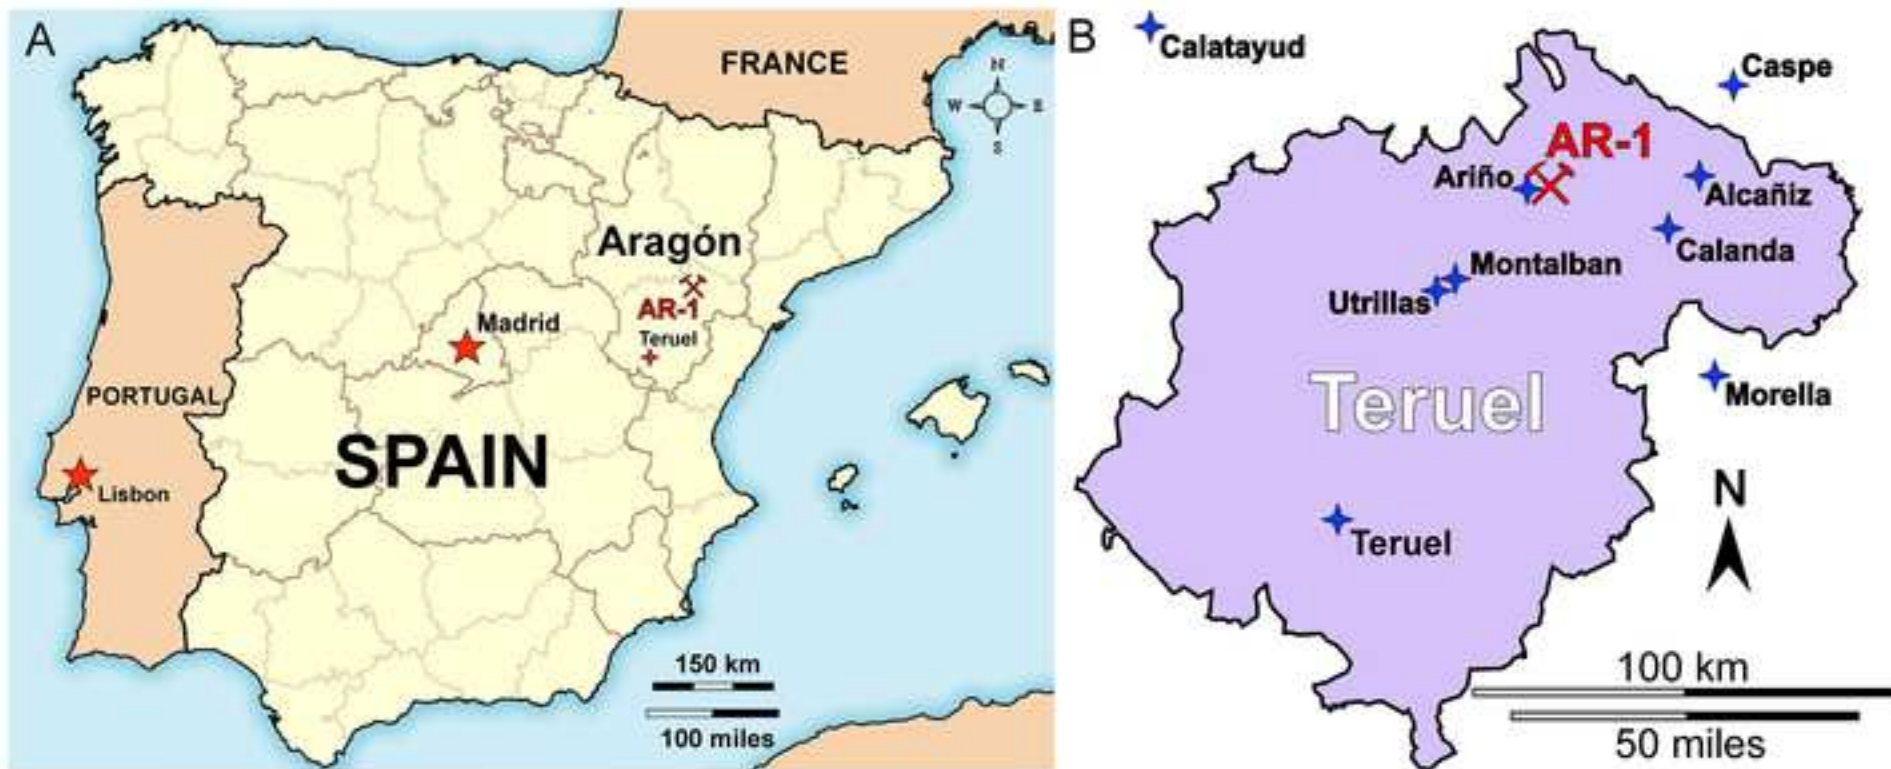 A
FRANCE
N
W
E
S
Aragón
AR-1
Teruel
Madrid
PORTUGAL
SPAIN
Lisbon
150 km
100 miles
B
Calatayud
Caspe
AR-1
Ariño
Alcañiz
Calanda
Montalban
Utrillas
Teruel
Morella
N
Teruel
100 km
50 miles